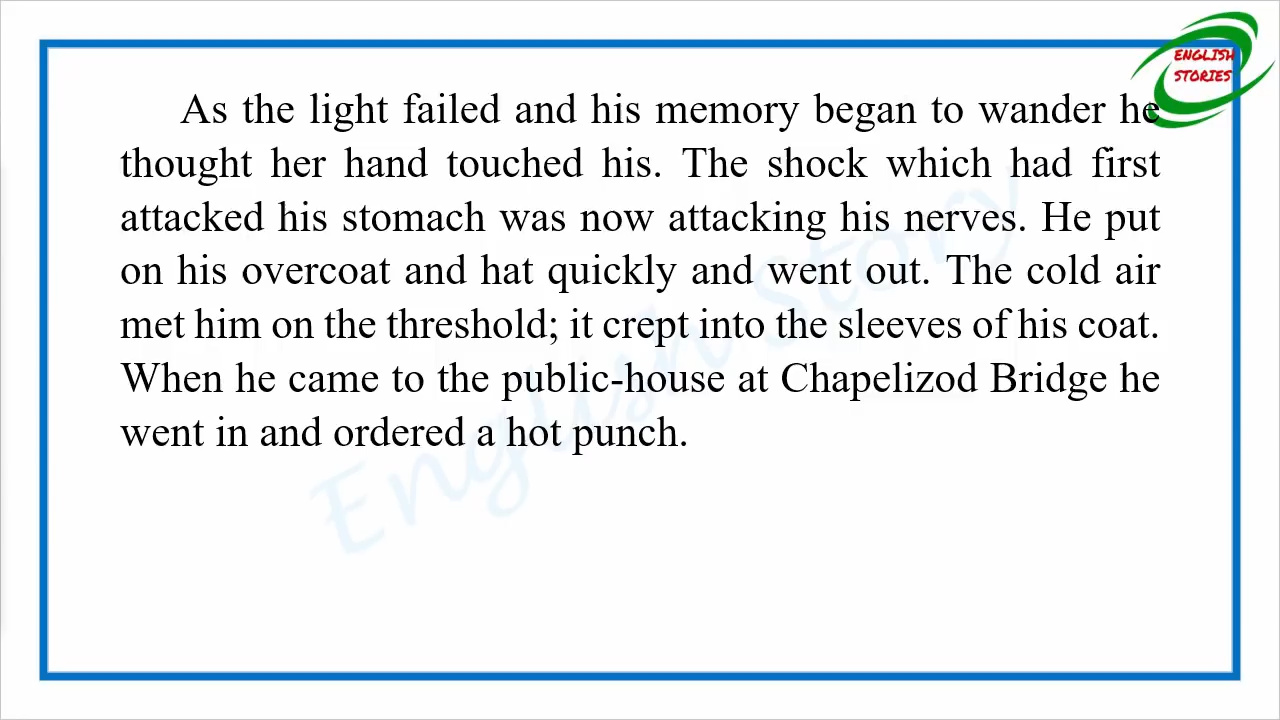 ENGLISH
STORIES
As the light failed and his memory began to wander he
thought her hand touched his. The shock which had first
attacked his stomach was now attacking his nerves. He put
on his overcoat and hat quickly and went out. The cold air
met him on the threshold; it crept into the sleeves of his coat.
When he came to the public-house at Chapelizod Bridge he
went in and ordered a hot punch.
English Story